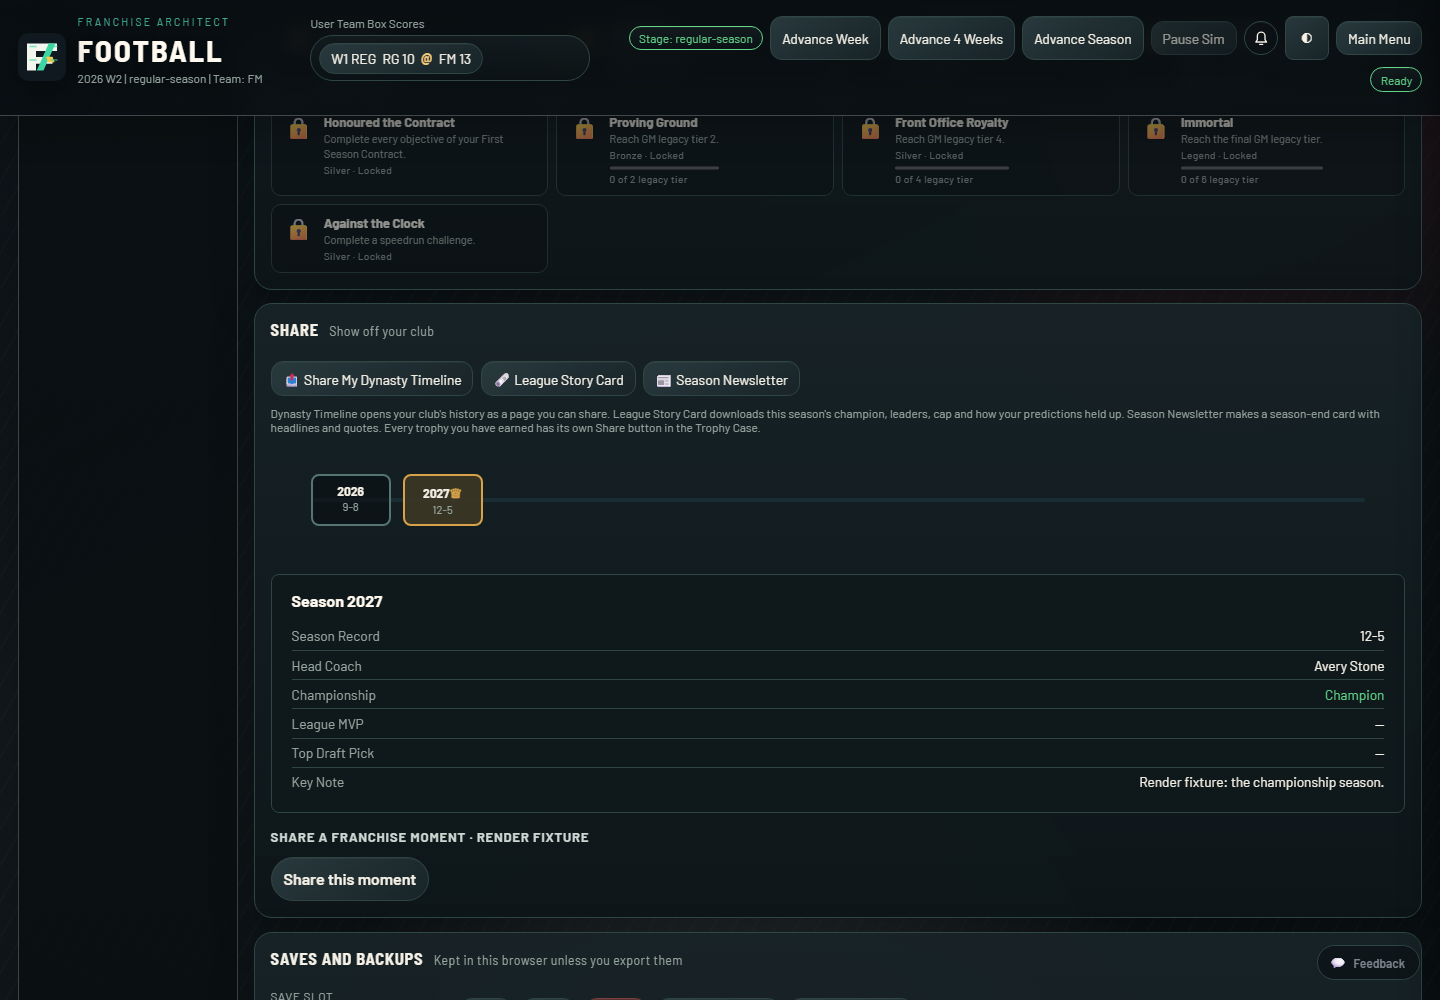 FRANCHISE ARCHITECT
FOOTBALL
2026 W2 | regular-season | Team: FM
User Team Box Scores
W1 REG RG 10 @ FM 13
Stage: regular-season
Advance Week
Advance 4 Weeks
Advance Season
Pause Sim
Main Menu
Ready
Honoured the Contract
Complete every objective of your First
Season Contract.
Silver · Locked
Proving Ground
Reach GM legacy tier 2.
Bronze · Locked
0 of 2 legacy tier
Front Office Royalty
Reach GM legacy tier 4.
Silver · Locked
0 of 4 legacy tier
Immortal
Reach the final GM legacy tier.
Legend · Locked
0 of 6 legacy tier
Against the Clock
Complete a speedrun challenge.
Silver · Locked
SHARE Show off your club
Share My Dynasty Timeline
League Story Card
Season Newsletter
Dynasty Timeline opens your club's history as a page you can share. League Story Card downloads this season's champion, leaders, cap and how your predictions held up. Season Newsletter makes a season-end card with
headlines and quotes. Every trophy you have earned has its own Share button in the Trophy Case.
2026
9-8
2027
12-5
Season 2027
Season Record 12-5
Head Coach Avery Stone
Championship Champion
League MVP —
Top Draft Pick —
Key Note Render fixture: the championship season.
SHARE A FRANCHISE MOMENT · RENDER FIXTURE
Share this moment
SAVES AND BACKUPS Kept in this browser unless you export them
Feedback
SAVE SLOT